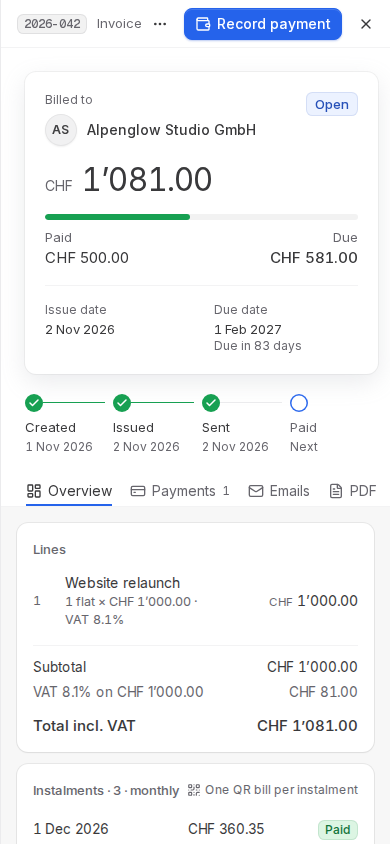 2026-042 Invoice ··· Record payment
Billed to
Open
AS Alpenglow Studio GmbH
CHF 1’081.00
Paid Due
CHF 500.00 CHF 581.00
Issue date Due date
2 Nov 2026 1 Feb 2027
Due in 83 days
Created Issued Sent Paid
1 Nov 2026 2 Nov 2026 2 Nov 2026 Next
Overview Payments 1 Emails PDF
Lines
1 Website relaunch
1 flat × CHF 1’000.00 · CHF 1’000.00
VAT 8.1%
Subtotal CHF 1’000.00
VAT 8.1% on CHF 1’000.00 CHF 81.00
Total incl. VAT CHF 1’081.00
Instalments · 3 · monthly One QR bill per instalment
1 Dec 2026 CHF 360.35 Paid